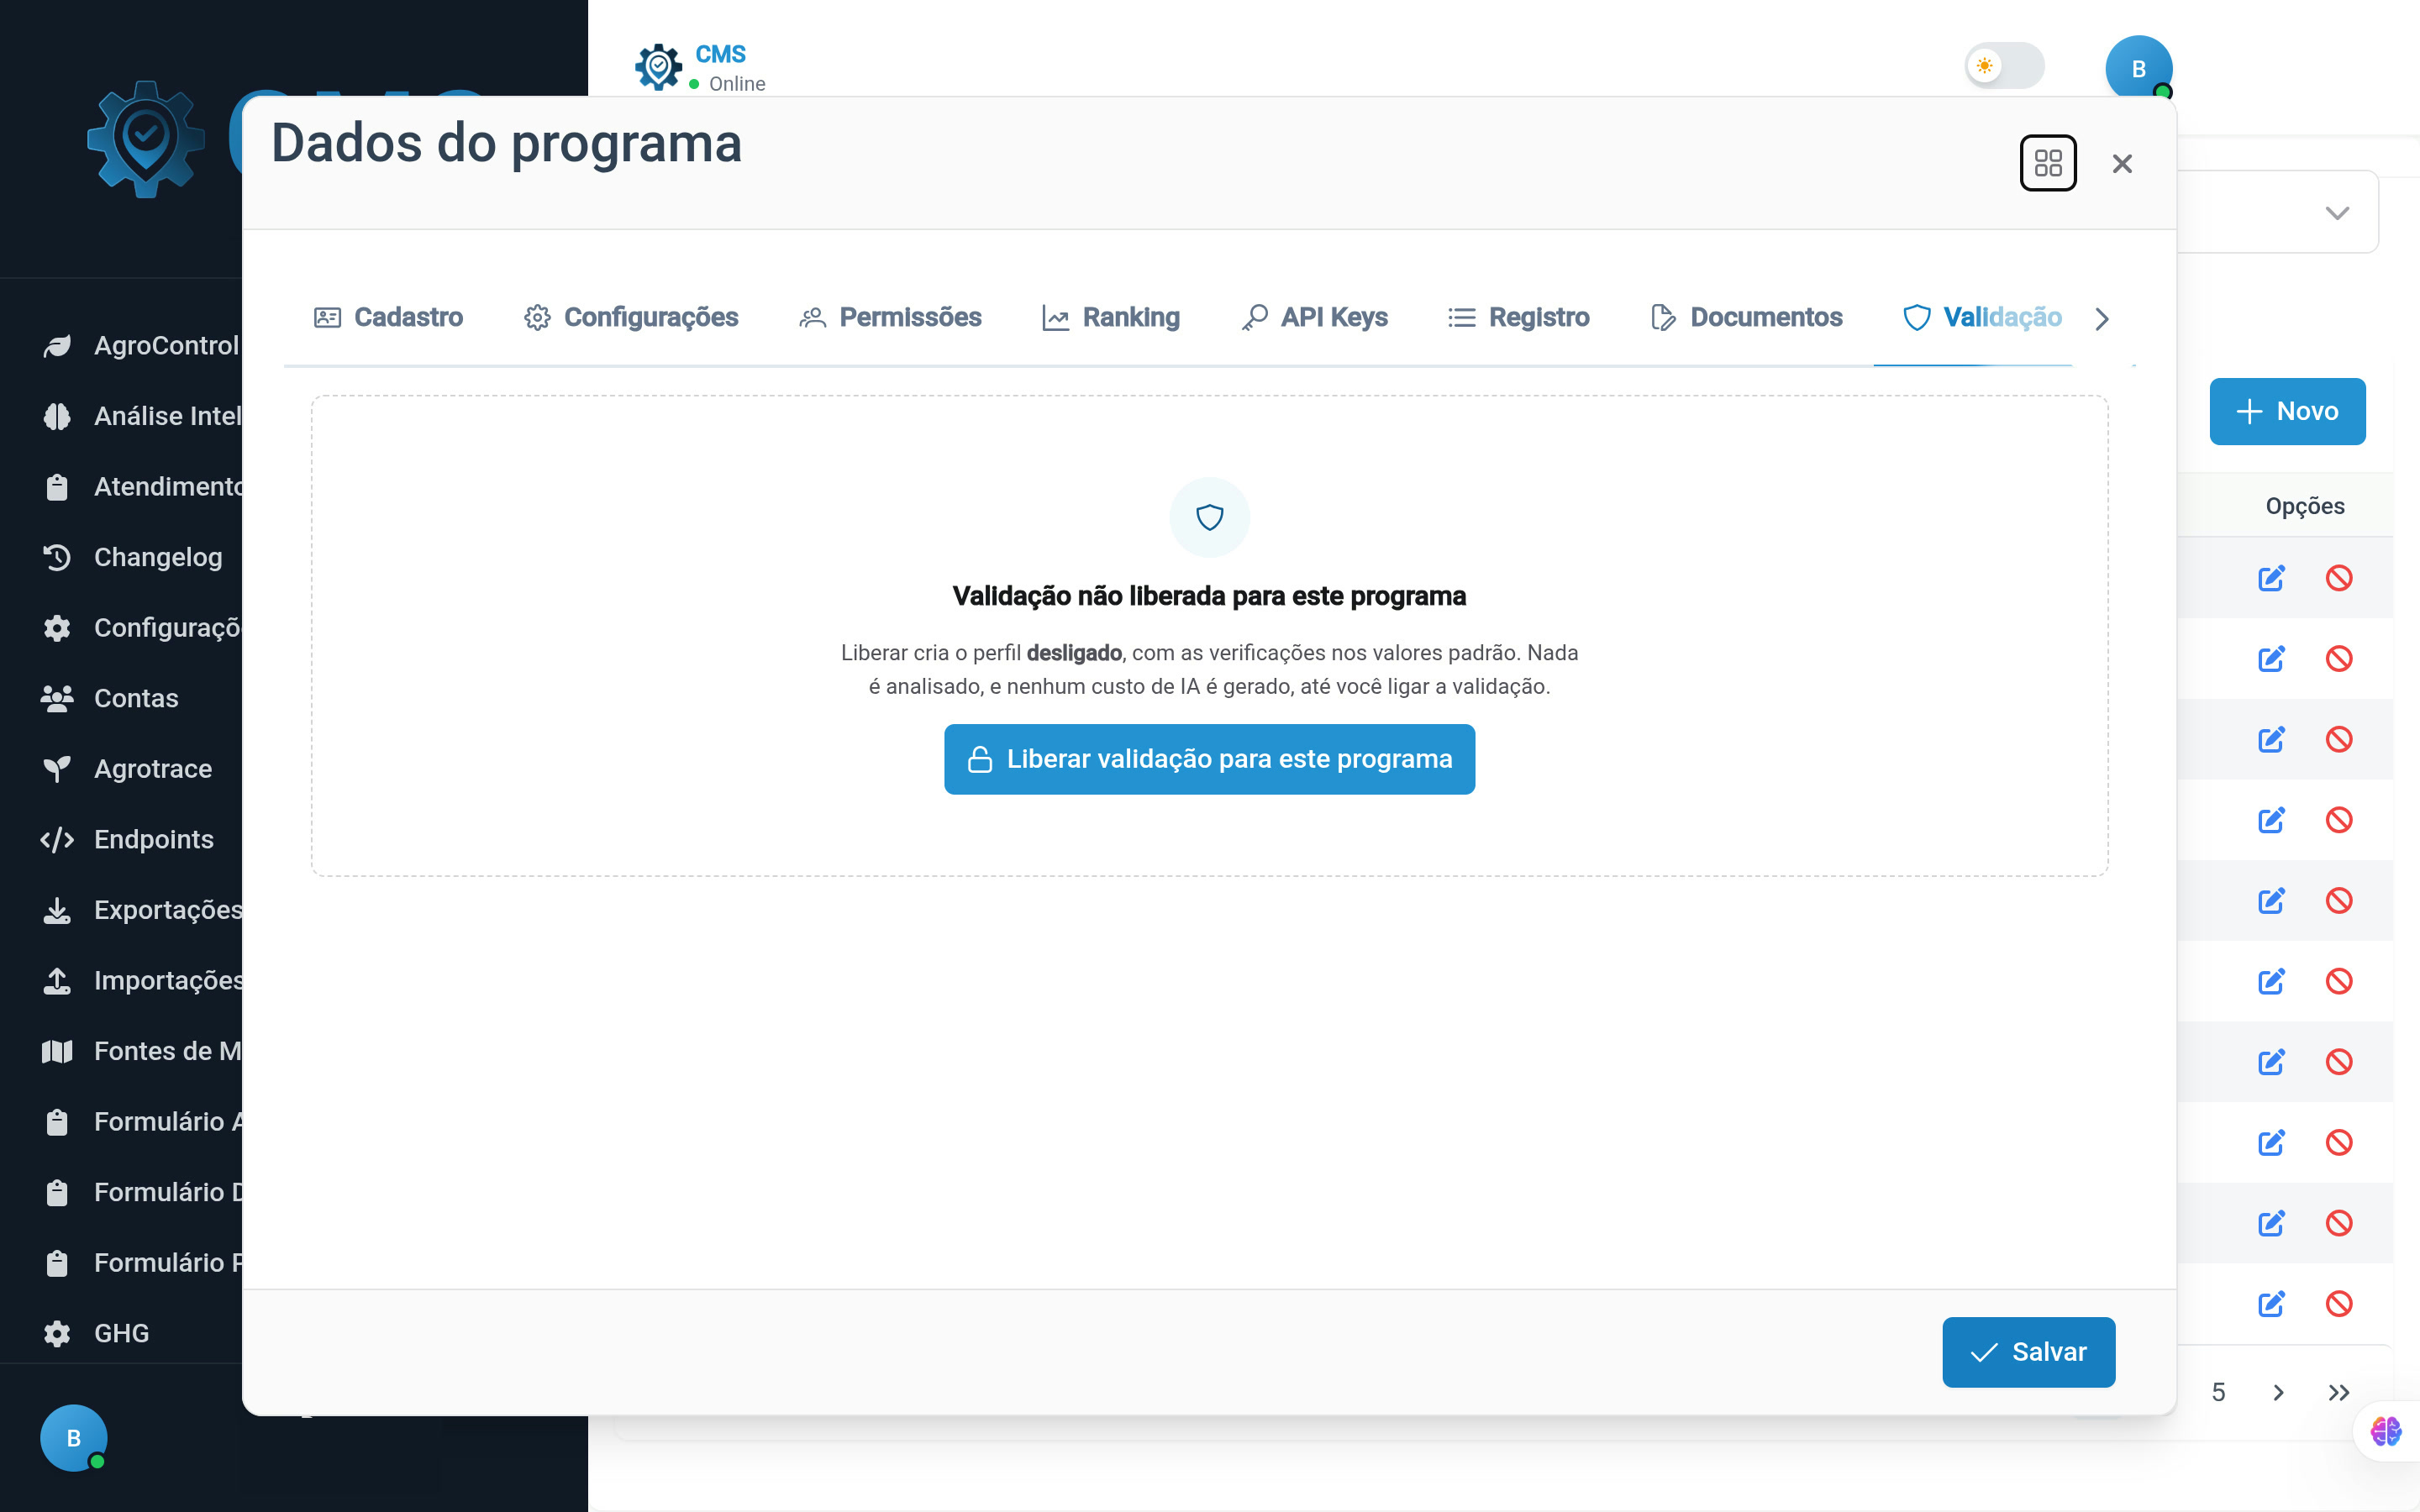 CMS
Online
B
Dados do programa
Cadastro
Configurações
Permissões
Ranking
API Keys
Registro
Documentos
Validação
Validação não liberada para este programa
Liberar cria o perfil desligado, com as verificações nos valores padrão. Nada
é analisado, e nenhum custo de IA é gerado, até você ligar a validação.
Liberar validação para este programa
Salvar
AgroControl
Análise Intel
Atendimento
Changelog
Configuraçõ
Contas
Agrotrace
Endpoints
Exportações
Importações
Fontes de M
Formulário A
Formulário D
Formulário P
GHG
B
Novo
Opções
5